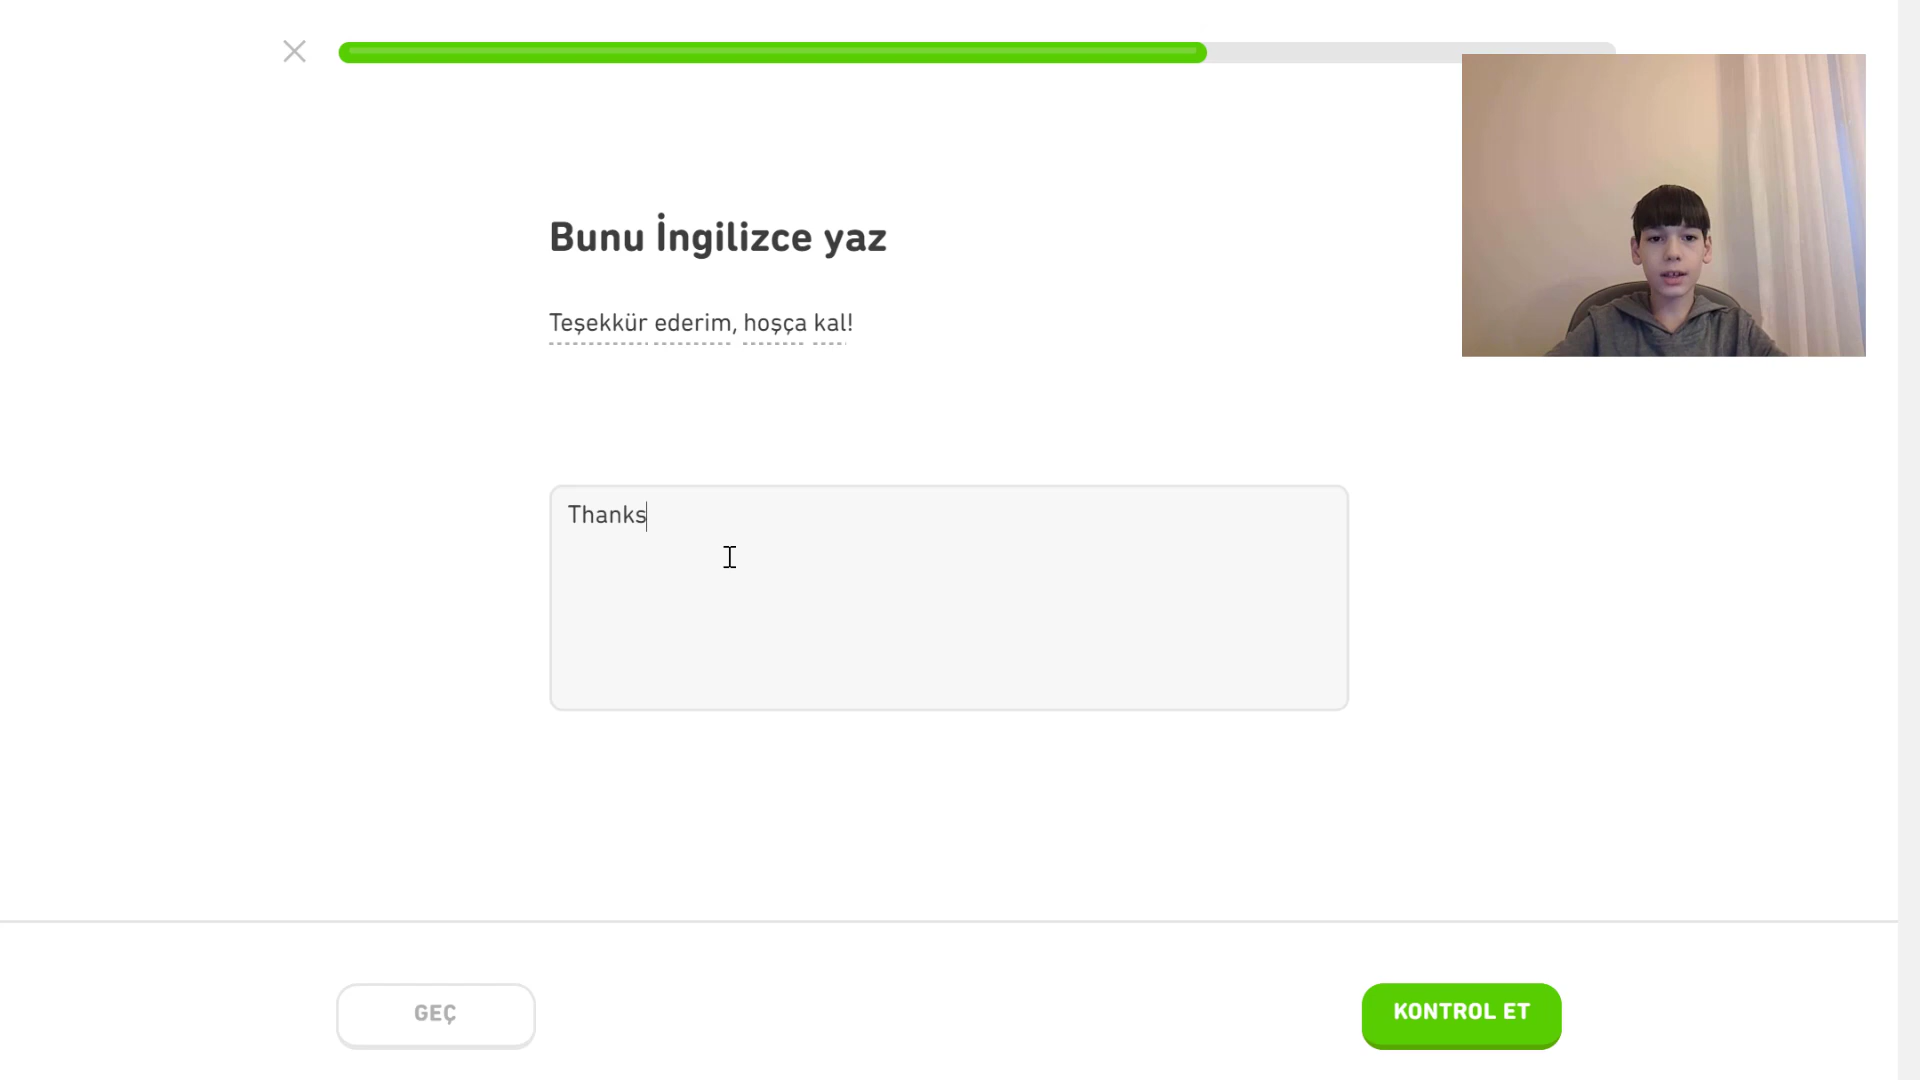 Bunu İngilizce yaz
Teşekkür ederim, hoşça kal!
Thanks
GEÇ
KONTROL ET